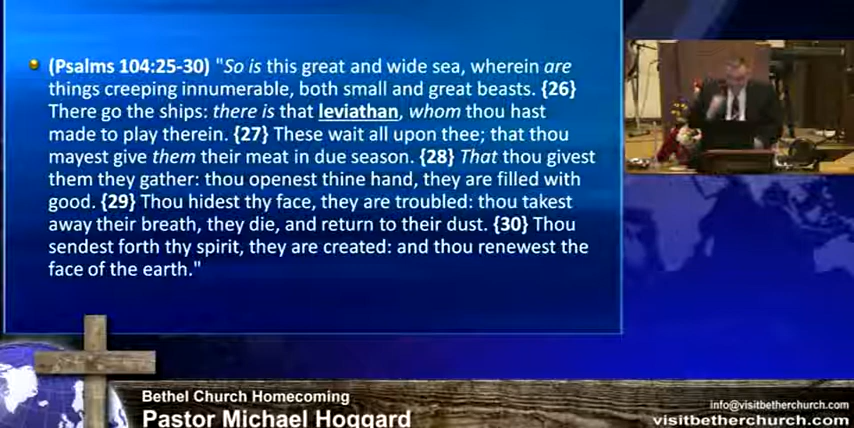 (Psalms 104:25-30) "So is this great and wide sea, wherein are
things creeping innumerable, both small and great beasts. {26}
There go the ships: there is that leviathan, whom thou hast
made to play therein. {27} These wait all upon thee; that thou
mayest give them their meat in due season. {28} That thou givest
them they gather: thou openest thine hand, they are filled with
good. {29} Thou hidest thy face, they are troubled: thou takest
away their breath, they die, and return to their dust. {30} Thou
sendest forth thy spirit, they are created: and thou renewest the
face of the earth."
Bethel Church Homecoming
Pastor Michael Hoggard
info@visitbetherchurch.com
visitbetherchurch.com